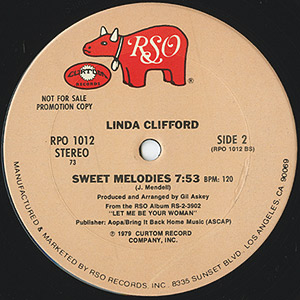 RSO
CURTOM
RECORDS
NOT FOR SALE
PROMOTION COPY
LINDA CLIFFORD
RPO 1012
STEREO
73
SIDE 2
(RPO 1012 BS)
SWEET MELODIES 7:53 BPM: 120
(J. Mendell)
Produced and Arranged by Gil Askey
From the RSO Album RS-2-3902
"LET ME BE YOUR WOMAN"
Publisher: Aopa/Bring It Back Home Music (ASCAP)
℗ 1979 CURTOM RECORD
COMPANY, INC.
MANUFACTURED & MARKETED BY RSO RECORDS, INC. 8335 SUNSET BLVD. LOS ANGELES, CA. 90069